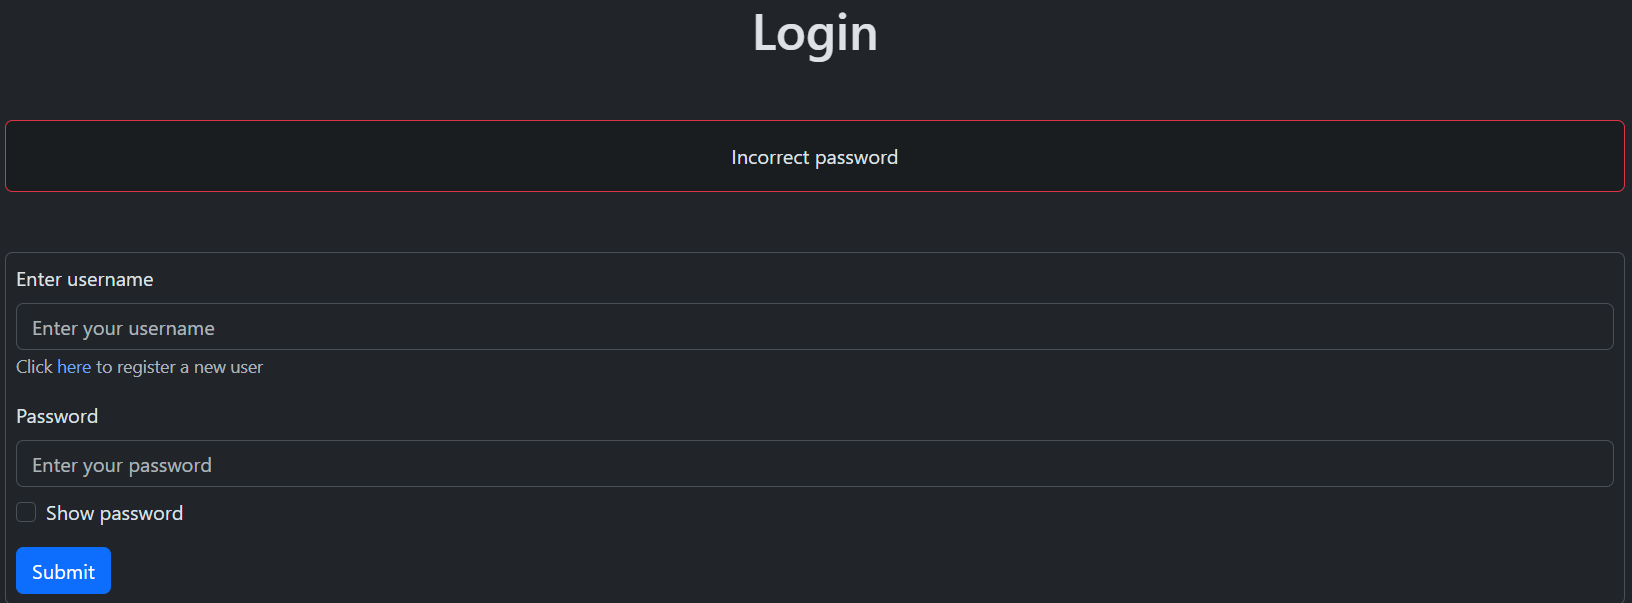 Login
Incorrect password
Enter username
Enter your username
Click here to register a new user
Password
Enter your password
Show password
Submit